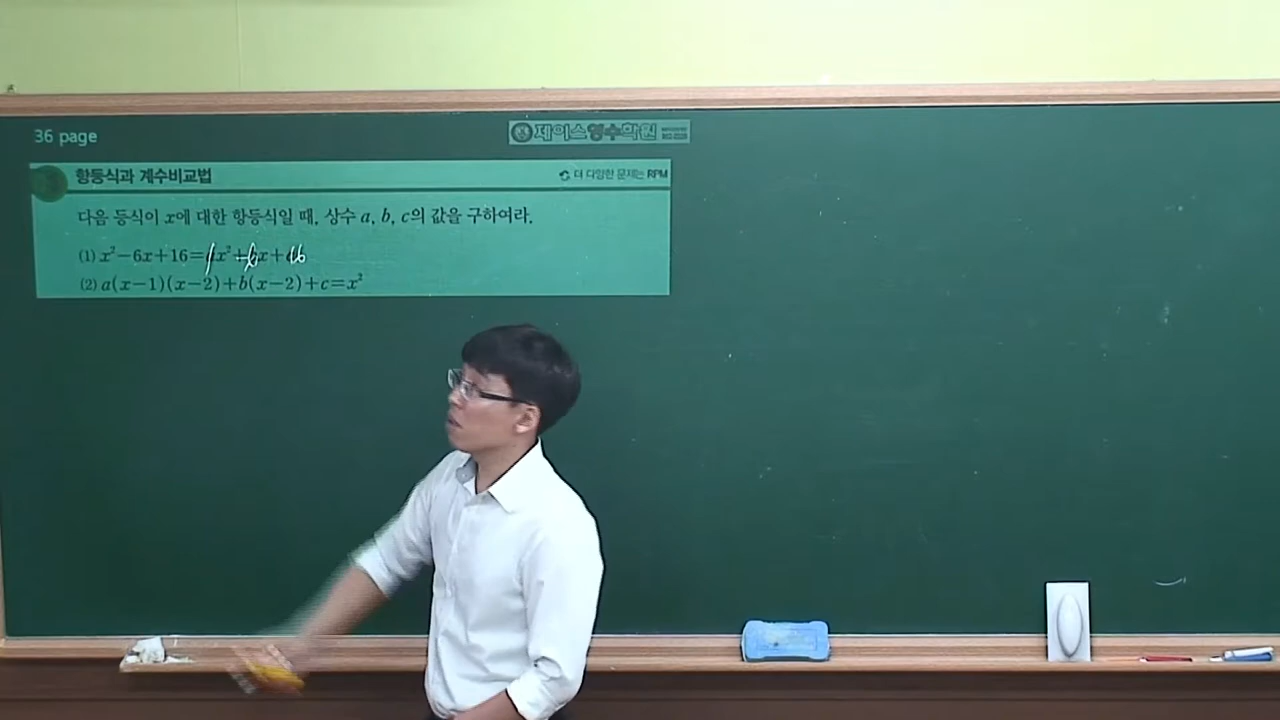 36 page
제이스영수학원
항등식과 계수비교법
더 다양한 문제는 RPM
다음 등식이 x에 대한 항등식일 때, 상수 a, b, c의 값을 구하여라.
(1) x²-6x+16=ax²+bx+c
(2) a(x-1)(x-2)+b(x-2)+c=x²